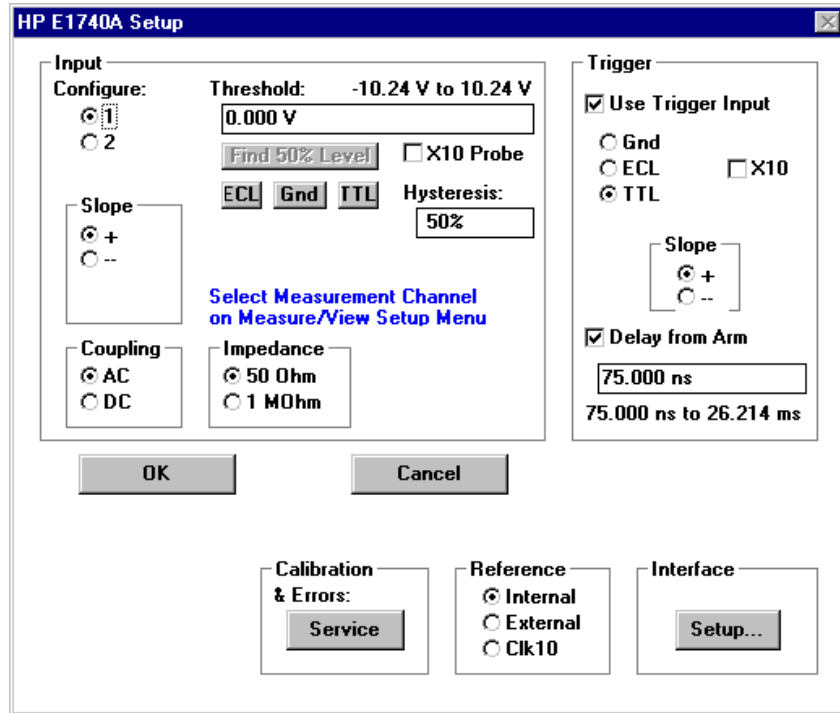 HP E1740A Setup
Input
Configure:
1
2
Threshold: -10.24 V to 10.24 V
0.000 V
Find 50% Level
X10 Probe
ECL Gnd TTL
Hysteresis:
50%
Slope
+
--
Select Measurement Channel
on Measure/View Setup Menu
Coupling
AC
DC
Impedance
50 Ohm
1 MOhm
Trigger
Use Trigger Input
Gnd
ECL
TTL
X10
Slope
+
--
Delay from Arm
75.000 ns
75.000 ns to 26.214 ms
OK
Cancel
Calibration
& Errors:
Service
Reference
Internal
External
Clk10
Interface
Setup...